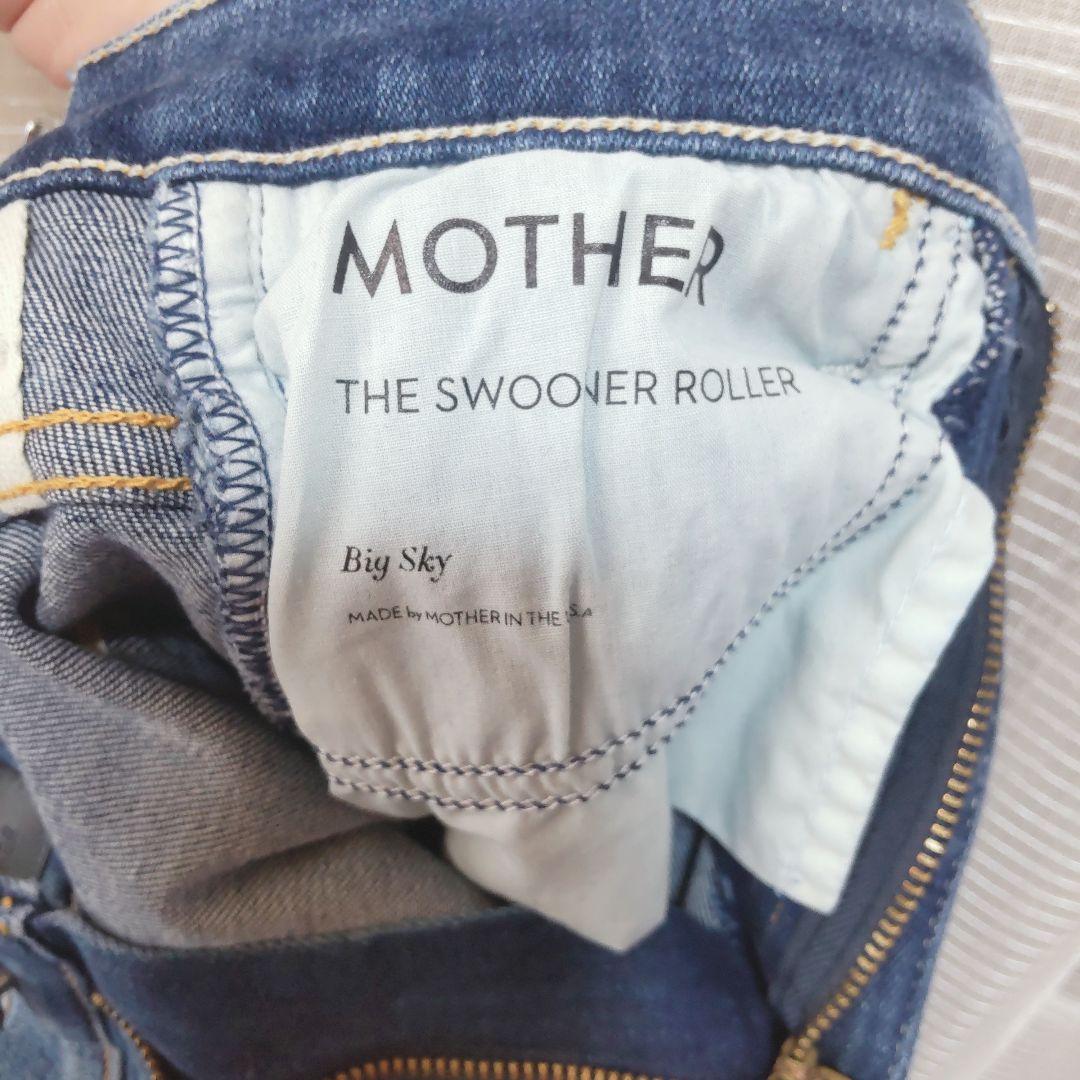 MOTHER
THE SWOONER ROLLER
Big Sky
MADE by MOTHER IN THE U.S.A